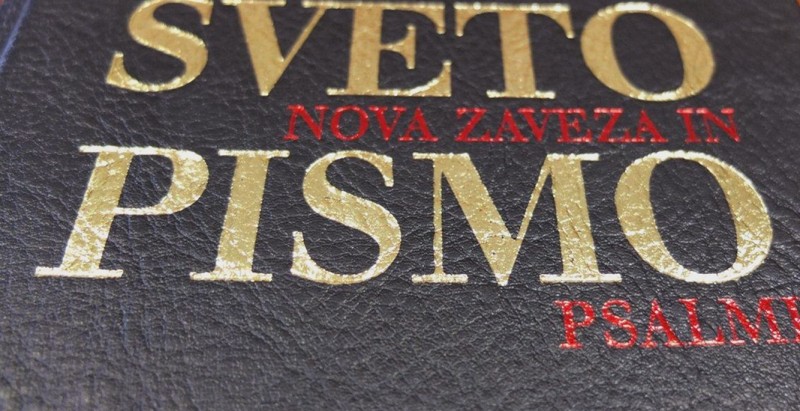 SVETO
NOVA ZAVEZA IN
PISMO
PSALMI